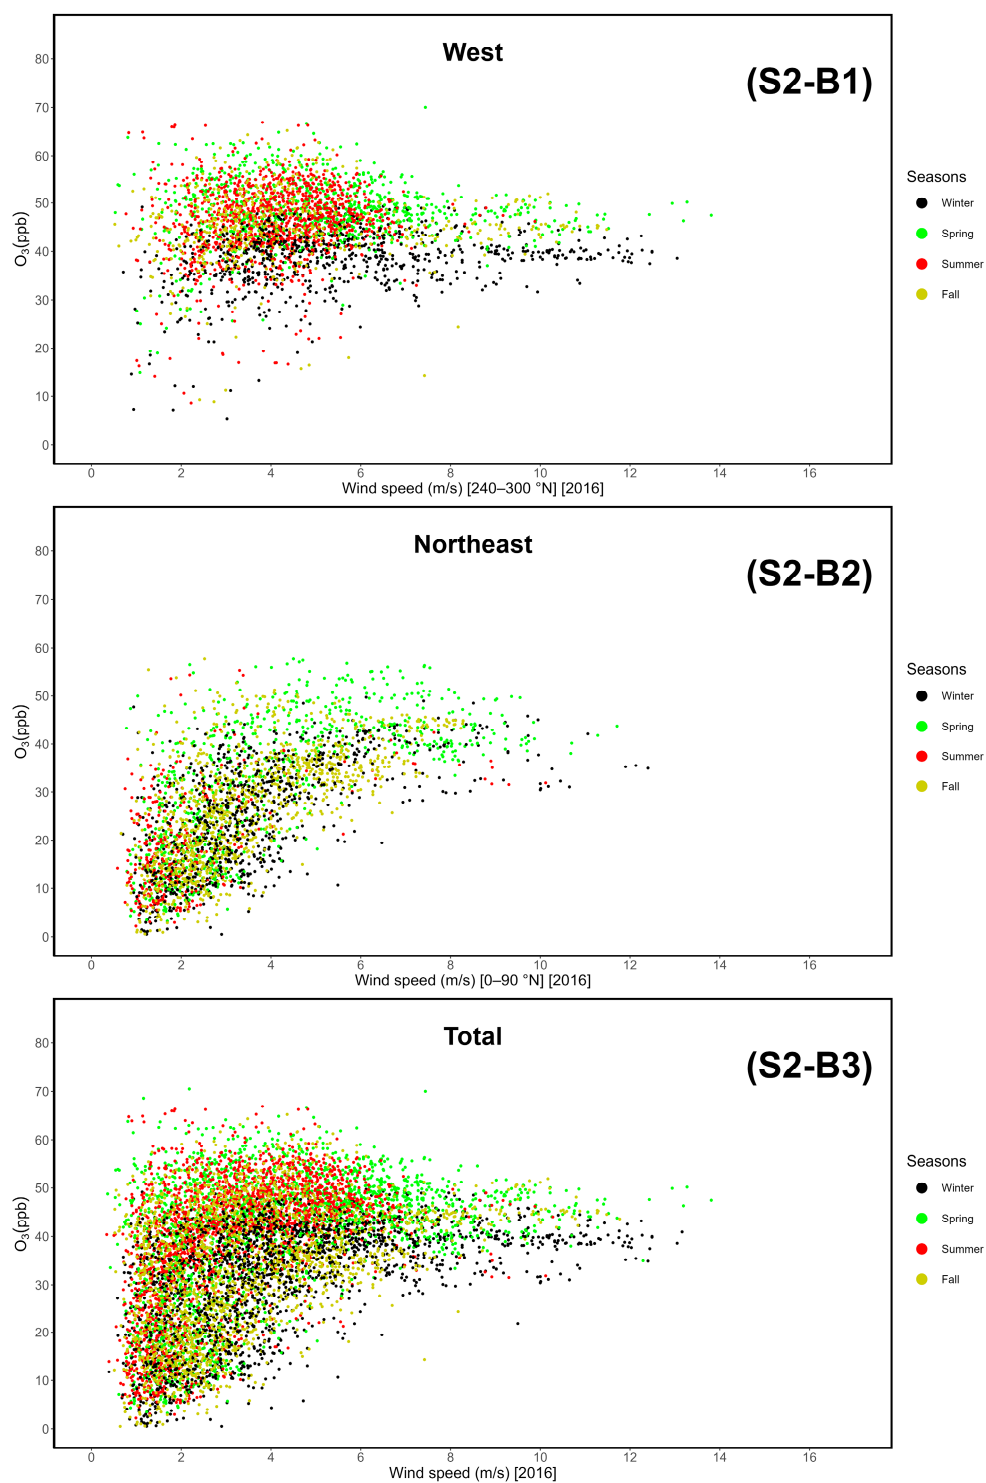 West
(S2-B1)
80
70
60
50
40
30
20
10
0
O3(ppb)
0 2 4 6 8 10 12 14 16
Wind speed (m/s) [240–300 °N] [2016]
Seasons
Winter
Spring
Summer
Fall
Northeast
(S2-B2)
80
70
60
50
40
30
20
10
0
O3(ppb)
0 2 4 6 8 10 12 14 16
Wind speed (m/s) [0–90 °N] [2016]
Seasons
Winter
Spring
Summer
Fall
Total
(S2-B3)
80
70
60
50
40
30
20
10
0
O3(ppb)
0 2 4 6 8 10 12 14 16
Wind speed (m/s) [2016]
Seasons
Winter
Spring
Summer
Fall